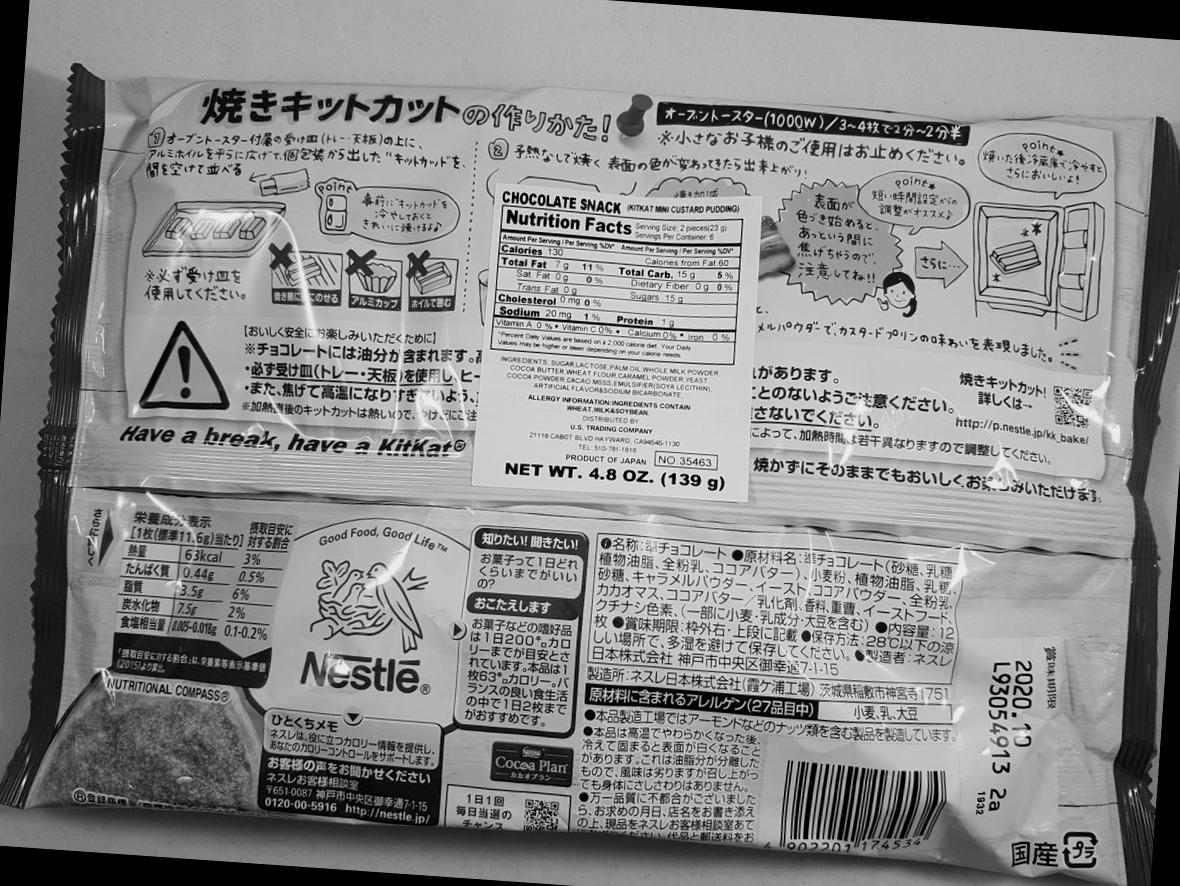 焼きキットカットの作りかた!
オーブントースター(1000W)/3~4枚で2分~2分半
※小さなお子様のご使用はお止めください。
①オーブントースター付属の受け皿(トレー・天板)の上に、
アルミホイルを平らに広げて、個包装から出した"キットカット"を、
間を空けて並べる
point
事前に"キットカット"を
冷やしておくと
きれいに焼けるよ♪
※必ず受け皿を
使用してください。
アルミカップ
ホイルで囲む
②予熱なしで焼く 表面の色が変わってきたら出来上がり!
表面が
色づき始めると、
あっという間に
焦げちゃうので、
注意してね!!
point★
短い時間設定からの
調整がオススメ♪
さらに…
point★
焼いた後冷蔵庫で冷やすと
さらにおいしいよ!
メルパウダーで、カスタードプリンの味わいを表現しました。
【おいしく安全にお楽しみいただくために】
※チョコレートには油分が含まれます。
・必ず受け皿(トレー・天板)を使用し、ヒー
・また、焦げて高温になりすぎないよう、
※加熱直後のキットカットは熱いので、やけどにご注
があります。
とのないようご注意ください。
さないでください。
によって、加熱時間は若干異なりますので調整してください。
焼きキットカット!
詳しくは→
http://p.nestle.jp/kk_bake/
Have a break, have a KitKat®
焼かずにそのままでもおいしく、お楽しみいただけます。
CHOCOLATE SNACK (KITKAT MINI CUSTARD PUDDING)
Nutrition Facts Serving Size: 2 pieces(23 g)
Servings Per Container: 6
Amount Per Serving / Per Serving %DV* Amount Per Serving / Per Serving %DV*
Calories 130 Calories from Fat 60
Total Fat 7 g 11 % Total Carb. 15 g 5 %
Sat. Fat 0 g 0 % Dietary Fiber 0 g 0 %
Trans Fat 0 g Sugars 15 g
Cholesterol 0 mg 0 %
Sodium 20 mg 1 % Protein 1 g
Vitamin A 0 % • Vitamin C 0% • Calcium 0% • Iron 0 %
*Percent Daily Values are based on a 2,000 calorie diet. Your Daily
Values may be higher or lower depending on your calorie needs.
INGREDIENTS: SUGAR,LACTOSE,PALM OIL,WHOLE MILK POWDER
COCOA BUTTER,WHEAT FLOUR,CARAMEL POWDER,YEAST
COCOA POWDER,CACAO MSSS,EMULSIFIER(SOYA LECITHIN)
ARTIFICIAL FLAVOR&SODIUM BICARBONATE.
ALLERGY INFORMATION:INGREDIENTS CONTAIN
WHEAT,MILK&SOYBEAN.
DISTRIBUTED BY
U.S. TRADING COMPANY
21118 CABOT BLVD HAYWARD, CA94545-1130
TEL: 510-781-1818
PRODUCT OF JAPAN NO.35463
NET WT. 4.8 OZ. (139 g)
さらにおいしく
栄養成分表示
【1枚(標準11.6g)当たり】 摂取目安に対する割合
熱量 63kcal 3%
たんぱく質 0.44g 0.5%
脂質 3.5g 6%
炭水化物 7.5g 2%
食塩相当量 0.005-0.018g 0.1-0.2%
「摂取目安に対する割合」は、栄養素等表示基準値
(2015)より算出。
NUTRITIONAL COMPASS®
Good Food, Good Life™
Nestlē®
ひとくちメモ
ネスレは、役に立つカロリー情報を提供し、
あなたのカロリーコントロールをサポートします。
お客様の声をお聞かせください
ネスレお客様相談室
〒651-0087 神戸市中央区御幸通7-1-15
0120-00-5916 http://nestle.jp/
知りたい! 聞きたい!
お菓子って1日どれ
くらいまでがいい
の?
おこたえします
お菓子などの嗜好品
は1日200㌔カロ
リーまでが目安とさ
れています。本品は1
枚63㌔カロリー。バ
ランスの良い食生活
の中で1日2枚まで
がおすすめです。
Nestlé
Cocoa Plan
カカオプラン
1日1回
毎日当選の
チャンス
●名称:準チョコレート ●原材料名:準チョコレート(砂糖、乳糖
植物油脂、全粉乳、ココアバター)、小麦粉、植物油脂、乳糖、
砂糖、キャラメルパウダー、イースト、ココアパウダー、全粉乳、
カカオマス、ココアバター/乳化剤、香料、重曹、イーストフード、
クチナシ色素、(一部に小麦・乳成分・大豆を含む) ●内容量:12
枚 ●賞味期限:枠外右・上段に記載 ●保存方法:28℃以下の涼
しい場所で、多湿を避けて保存してください。 ●製造者:ネスレ
日本株式会社 神戸市中央区御幸通7-1-15
製造所:ネスレ日本株式会社(霞ケ浦工場) 茨城県稲敷市神宮寺1751
原材料に含まれるアレルゲン(27品目中) 小麦、乳、大豆
●本品製造工場ではアーモンドなどのナッツ類を含む製品を製造しています。
●本品は高温でやわらかくなった後、
冷えて固まると表面が白くなること
があります。これは油脂分が分離した
もので、風味は劣りますが召し上がっ
ても身体にさしさわりはありません。
●万一品質に不都合がございました
ら、お求めの月日、店名をお書き添え
の上、現品をネスレお客様相談室あて
賞味期限
2020.10
L93054913 2a
1932
4 902201 174534
国産 プラ